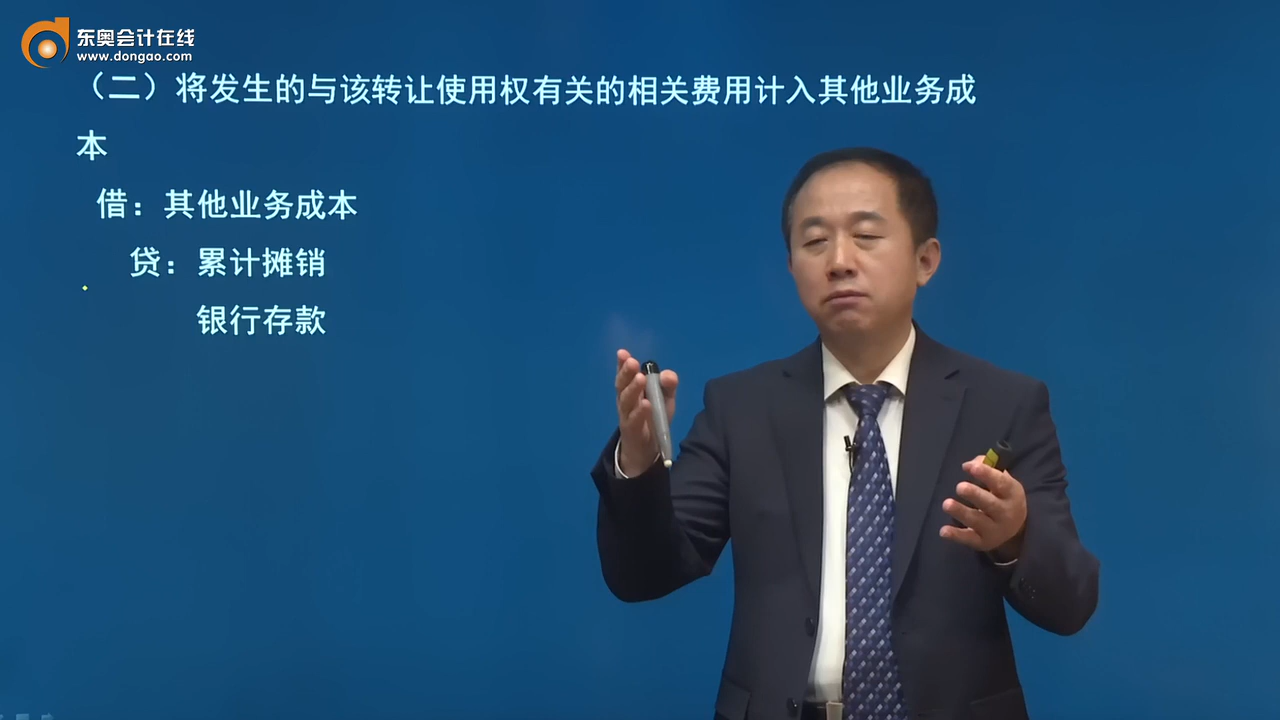 东奥会计在线
www.dongao.com
（二）将发生的与该转让使用权有关的相关费用计入其他业务成
本
借：其他业务成本
贷：累计摊销
银行存款